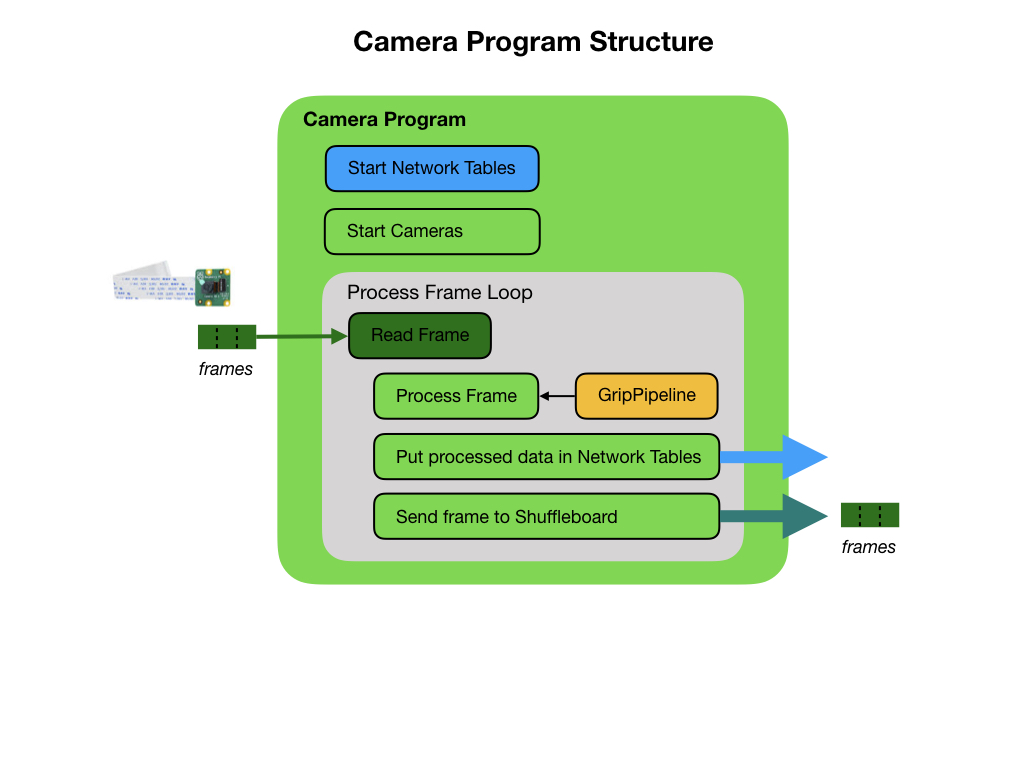 Camera Program Structure
Camera Program
Start Network Tables
Start Cameras
Process Frame Loop
Read Frame
frames
Process Frame
GripPipeline
Put processed data in Network Tables
Send frame to Shuffleboard
frames